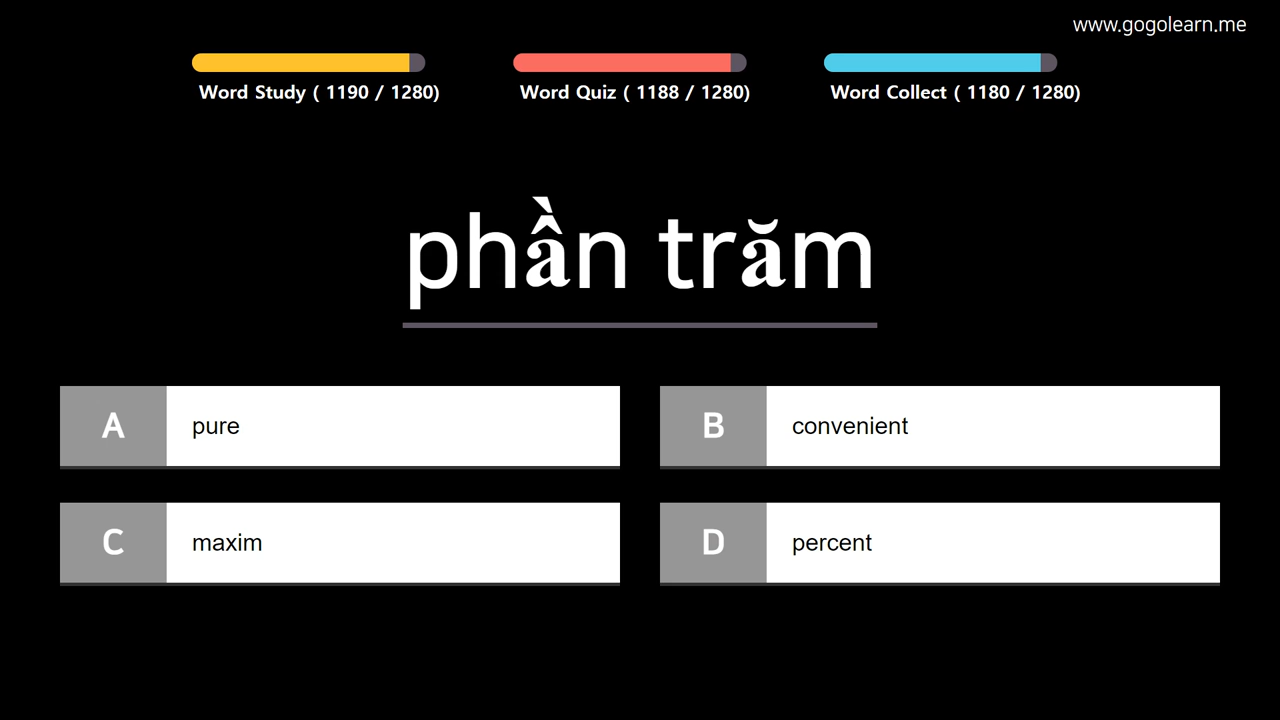 www.gogolearn.me
Word Study ( 1190 / 1280)
Word Quiz ( 1188 / 1280)
Word Collect ( 1180 / 1280)
phần trăm
A pure
B convenient
C maxim
D percent